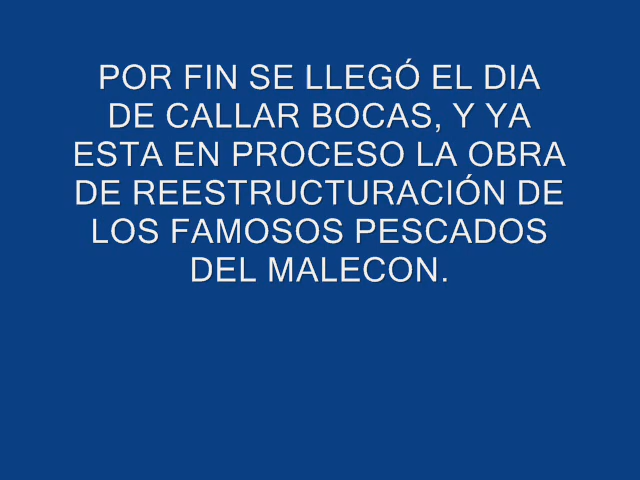 POR FIN SE LLEGÓ EL DIA
DE CALLAR BOCAS, Y YA
ESTA EN PROCESO LA OBRA
DE REESTRUCTURACIÓN DE
LOS FAMOSOS PESCADOS
DEL MALECON.